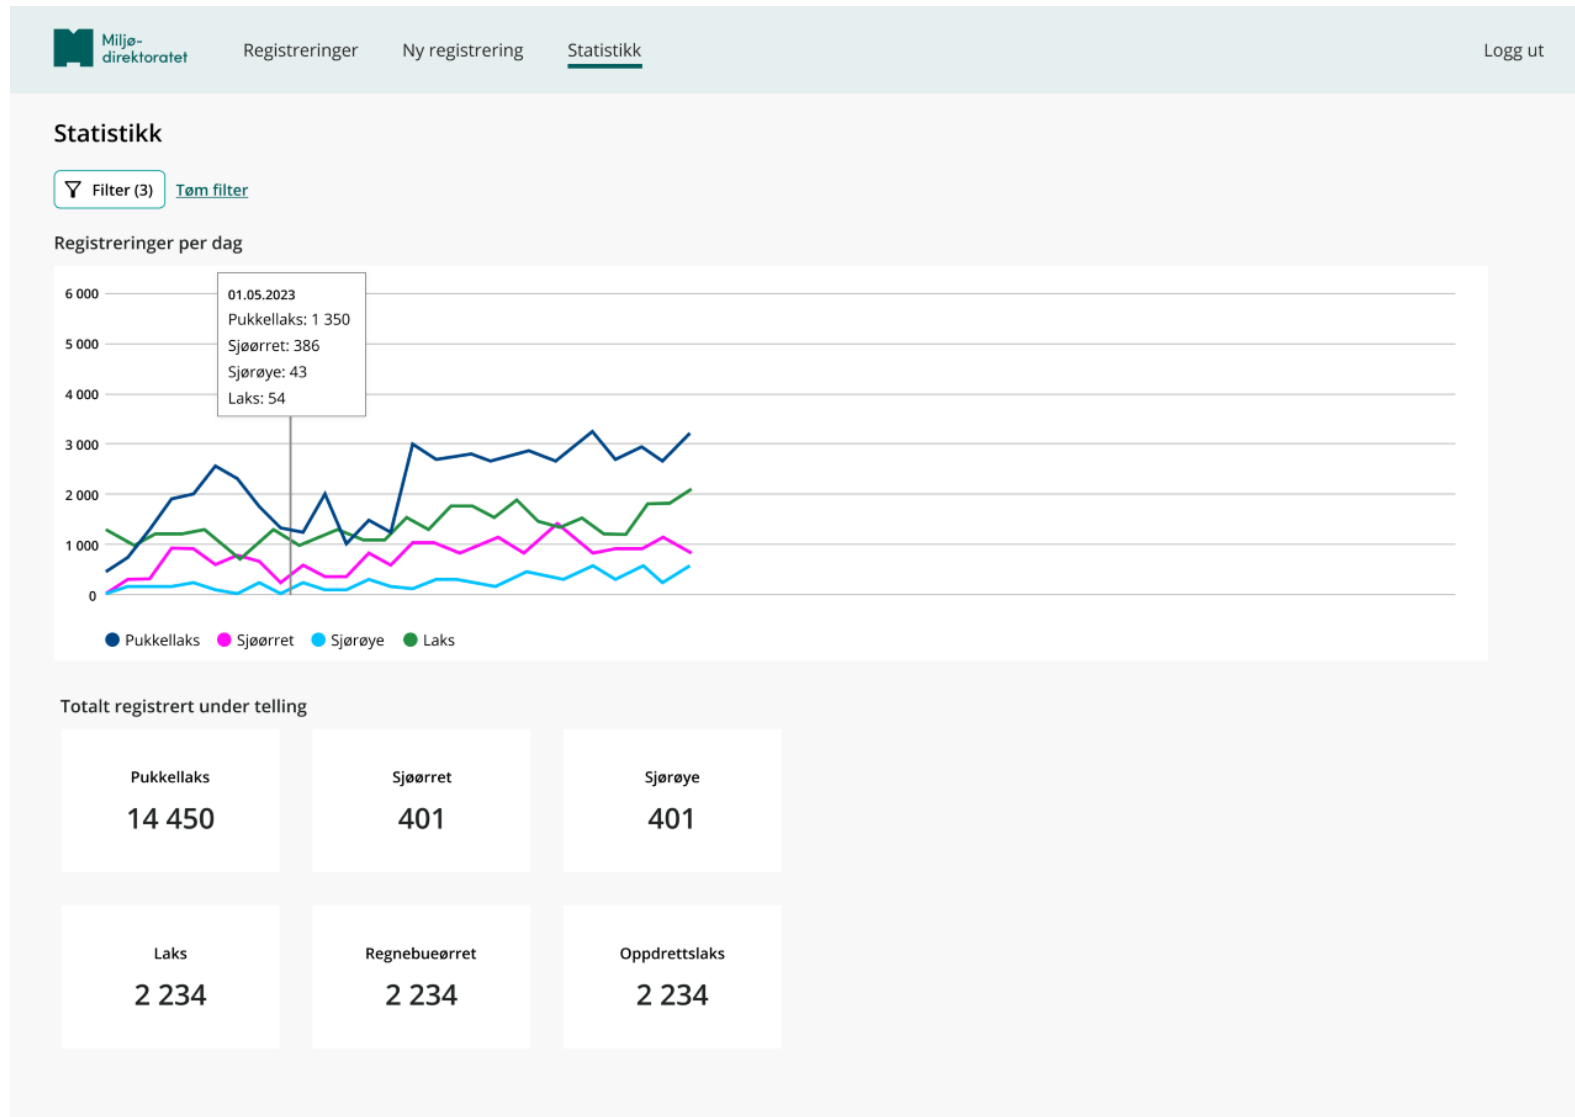 Miljø-
direktoratet
Registreringer
Ny registrering
Statistikk
Logg ut
Statistikk
Filter (3)
Tøm filter
Registreringer per dag
6 000
5 000
4 000
3 000
2 000
1 000
0
01.05.2023
Pukkellaks: 1 350
Sjøørret: 386
Sjørøye: 43
Laks: 54
Pukkellaks
Sjøørret
Sjørøye
Laks
Totalt registrert under telling
Pukkellaks
14 450
Sjøørret
401
Sjørøye
401
Laks
2 234
Regnebueørret
2 234
Oppdrettslaks
2 234